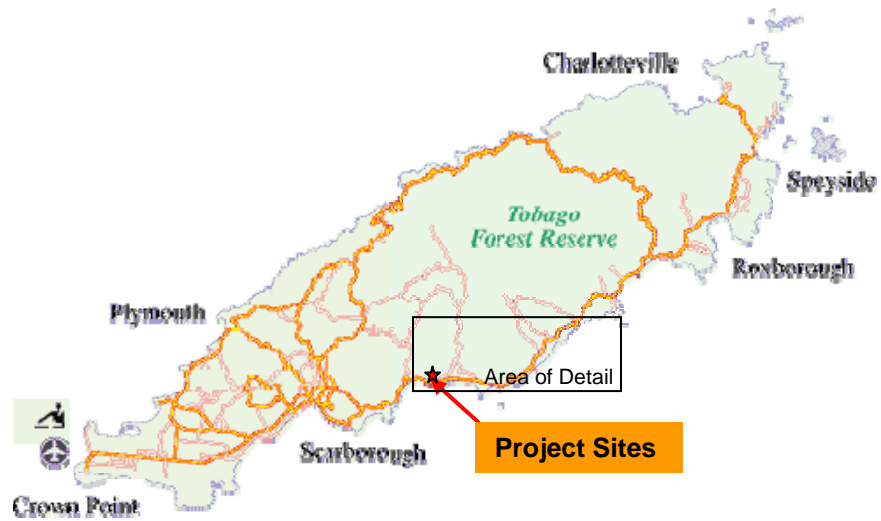 Charlotteville
Speyside
Tobago
Forest Reserve
Roxborough
Plymouth
Area of Detail
Scarborough
Project Sites
Crown Point